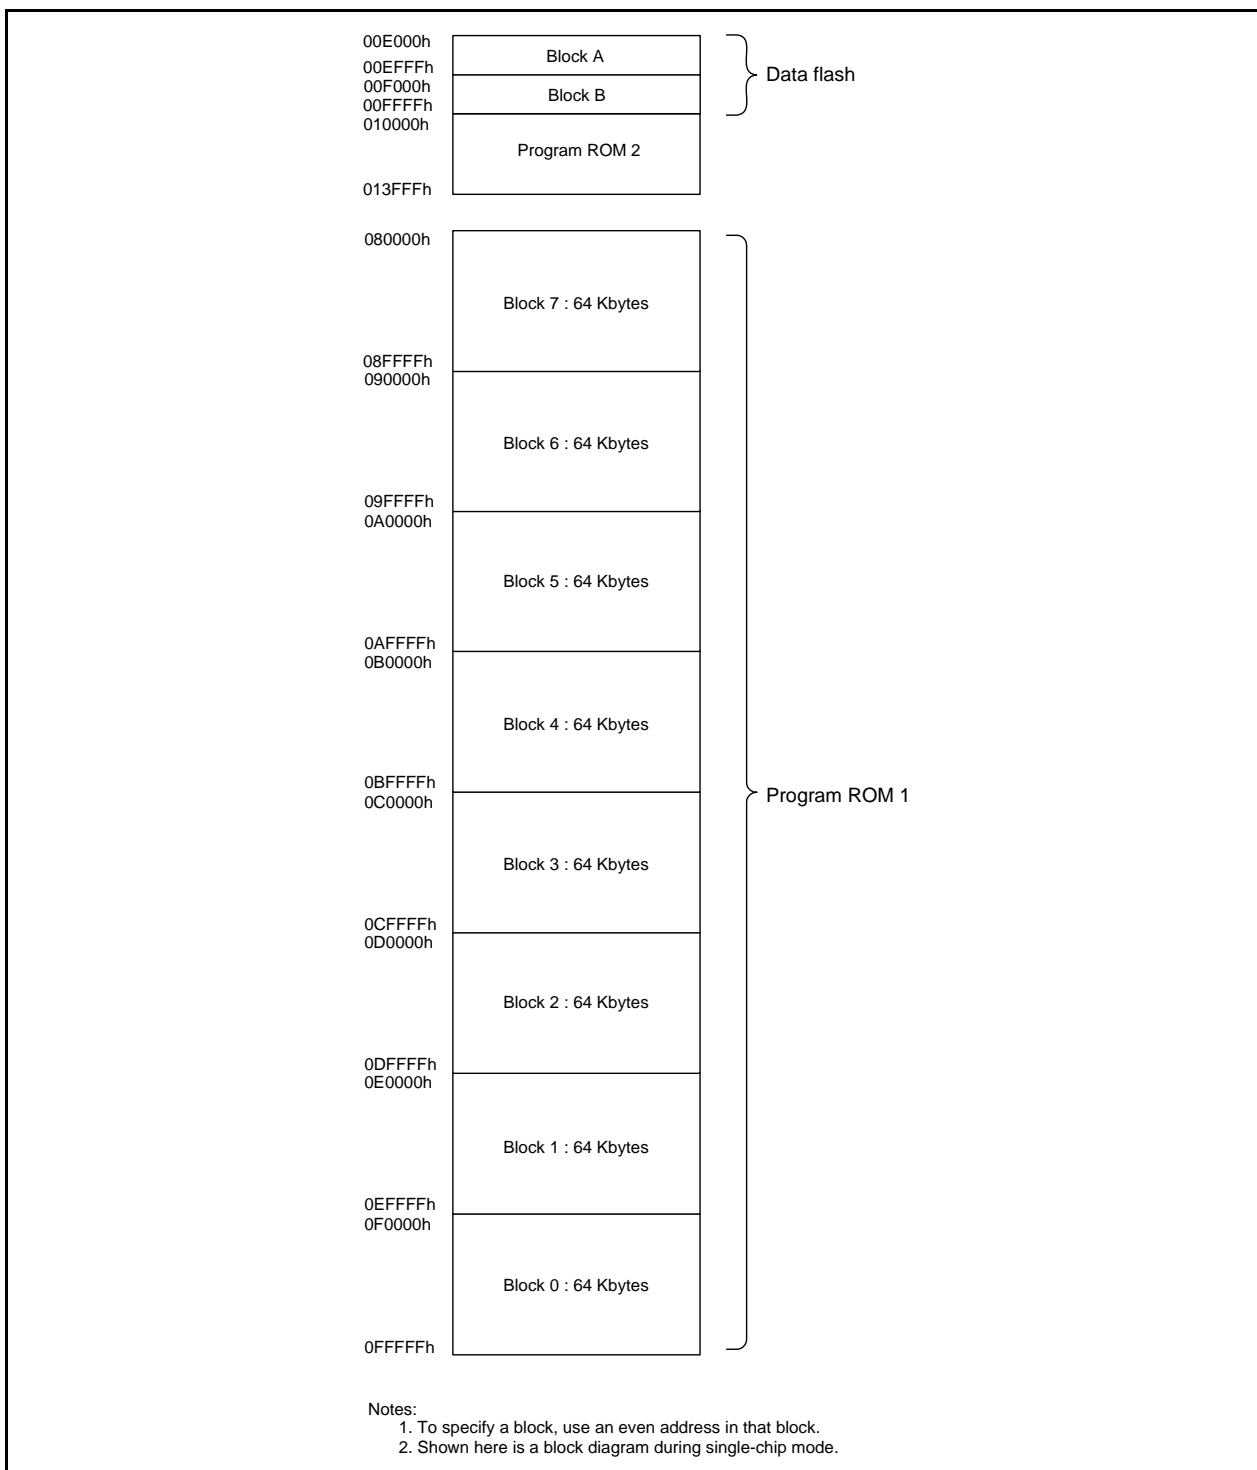 00E000h
Block A
00EFFFh
Data flash
00F000h
Block B
00FFFFh
010000h
Program ROM 2
013FFFh
080000h
Block 7 : 64 Kbytes
08FFFFh
090000h
Block 6 : 64 Kbytes
09FFFFh
0A0000h
Block 5 : 64 Kbytes
0AFFFFh
0B0000h
Block 4 : 64 Kbytes
0BFFFFh
Program ROM 1
0C0000h
Block 3 : 64 Kbytes
0CFFFFh
0D0000h
Block 2 : 64 Kbytes
0DFFFFh
0E0000h
Block 1 : 64 Kbytes
0EFFFFh
0F0000h
Block 0 : 64 Kbytes
0FFFFFh
Notes:
1. To specify a block, use an even address in that block.
2. Shown here is a block diagram during single-chip mode.